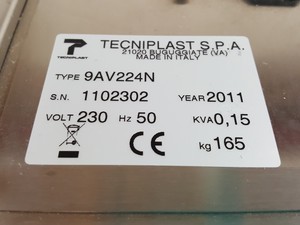 TECNIPLAST S.P.A.
21020 BUGUGGIATE (VA)
MADE IN ITALY
TECNIPLAST
TYPE 9AV224N
S.N. 1102302 YEAR 2011
VOLT 230 Hz 50 KVA 0,15
CE kg 165